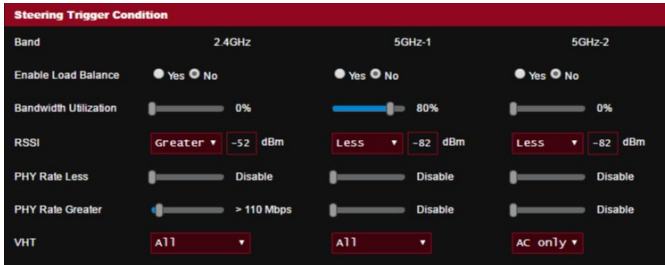 Steering Trigger Condition
Band 2.4GHz 5GHz-1 5GHz-2
Enable Load Balance Yes No Yes No Yes No
Bandwidth Utilization 0% 80% 0%
RSSI Greater -52 dBm Less -82 dBm Less -82 dBm
PHY Rate Less Disable Disable Disable
PHY Rate Greater > 110 Mbps Disable Disable
VHT All All AC only